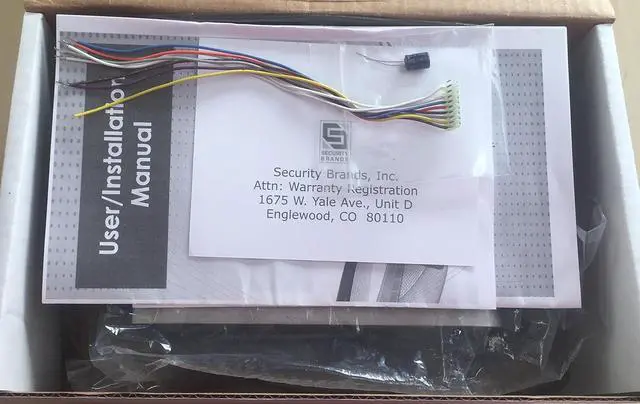 User/Installation
Manual
SECURITY
BRANDS
Security Brands, Inc.
Attn: Warranty Registration
1675 W. Yale Ave., Unit D
Englewood, CO 80110